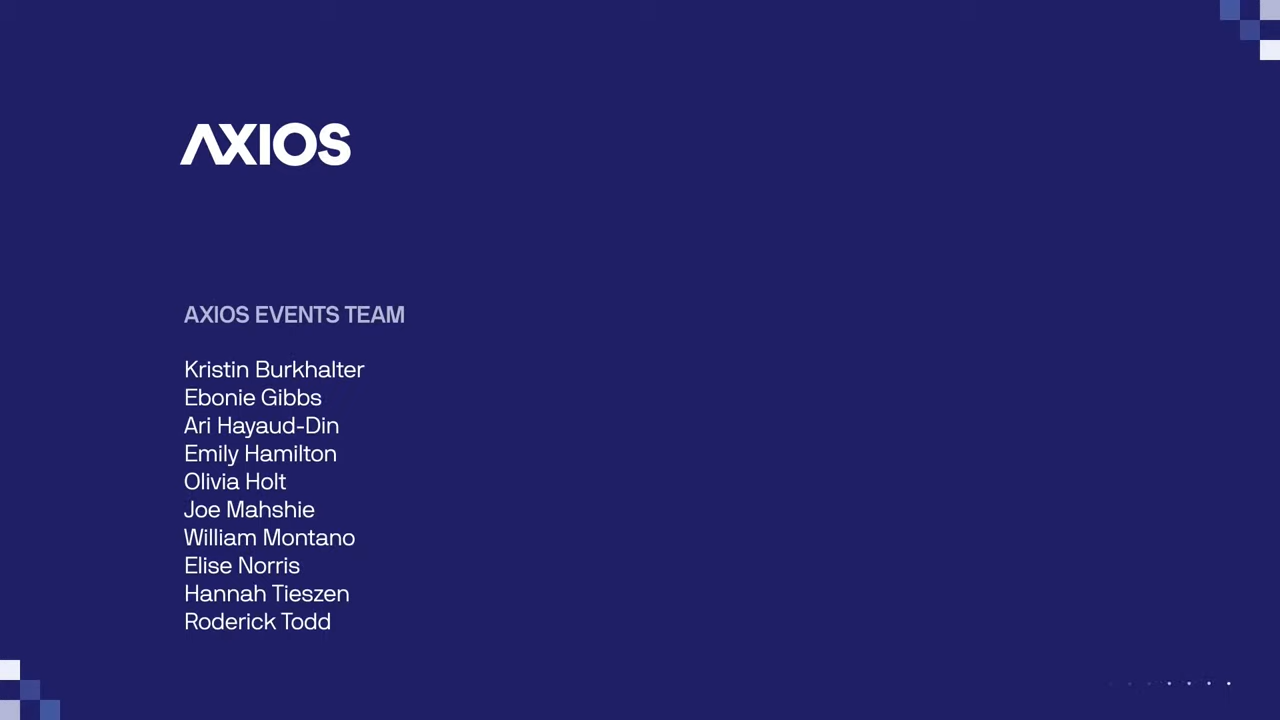 AXIOS
AXIOS EVENTS TEAM
Kristin Burkhalter
Ebonie Gibbs
Ari Hayaud-Din
Emily Hamilton
Olivia Holt
Joe Mahshie
William Montano
Elise Norris
Hannah Tieszen
Roderick Todd